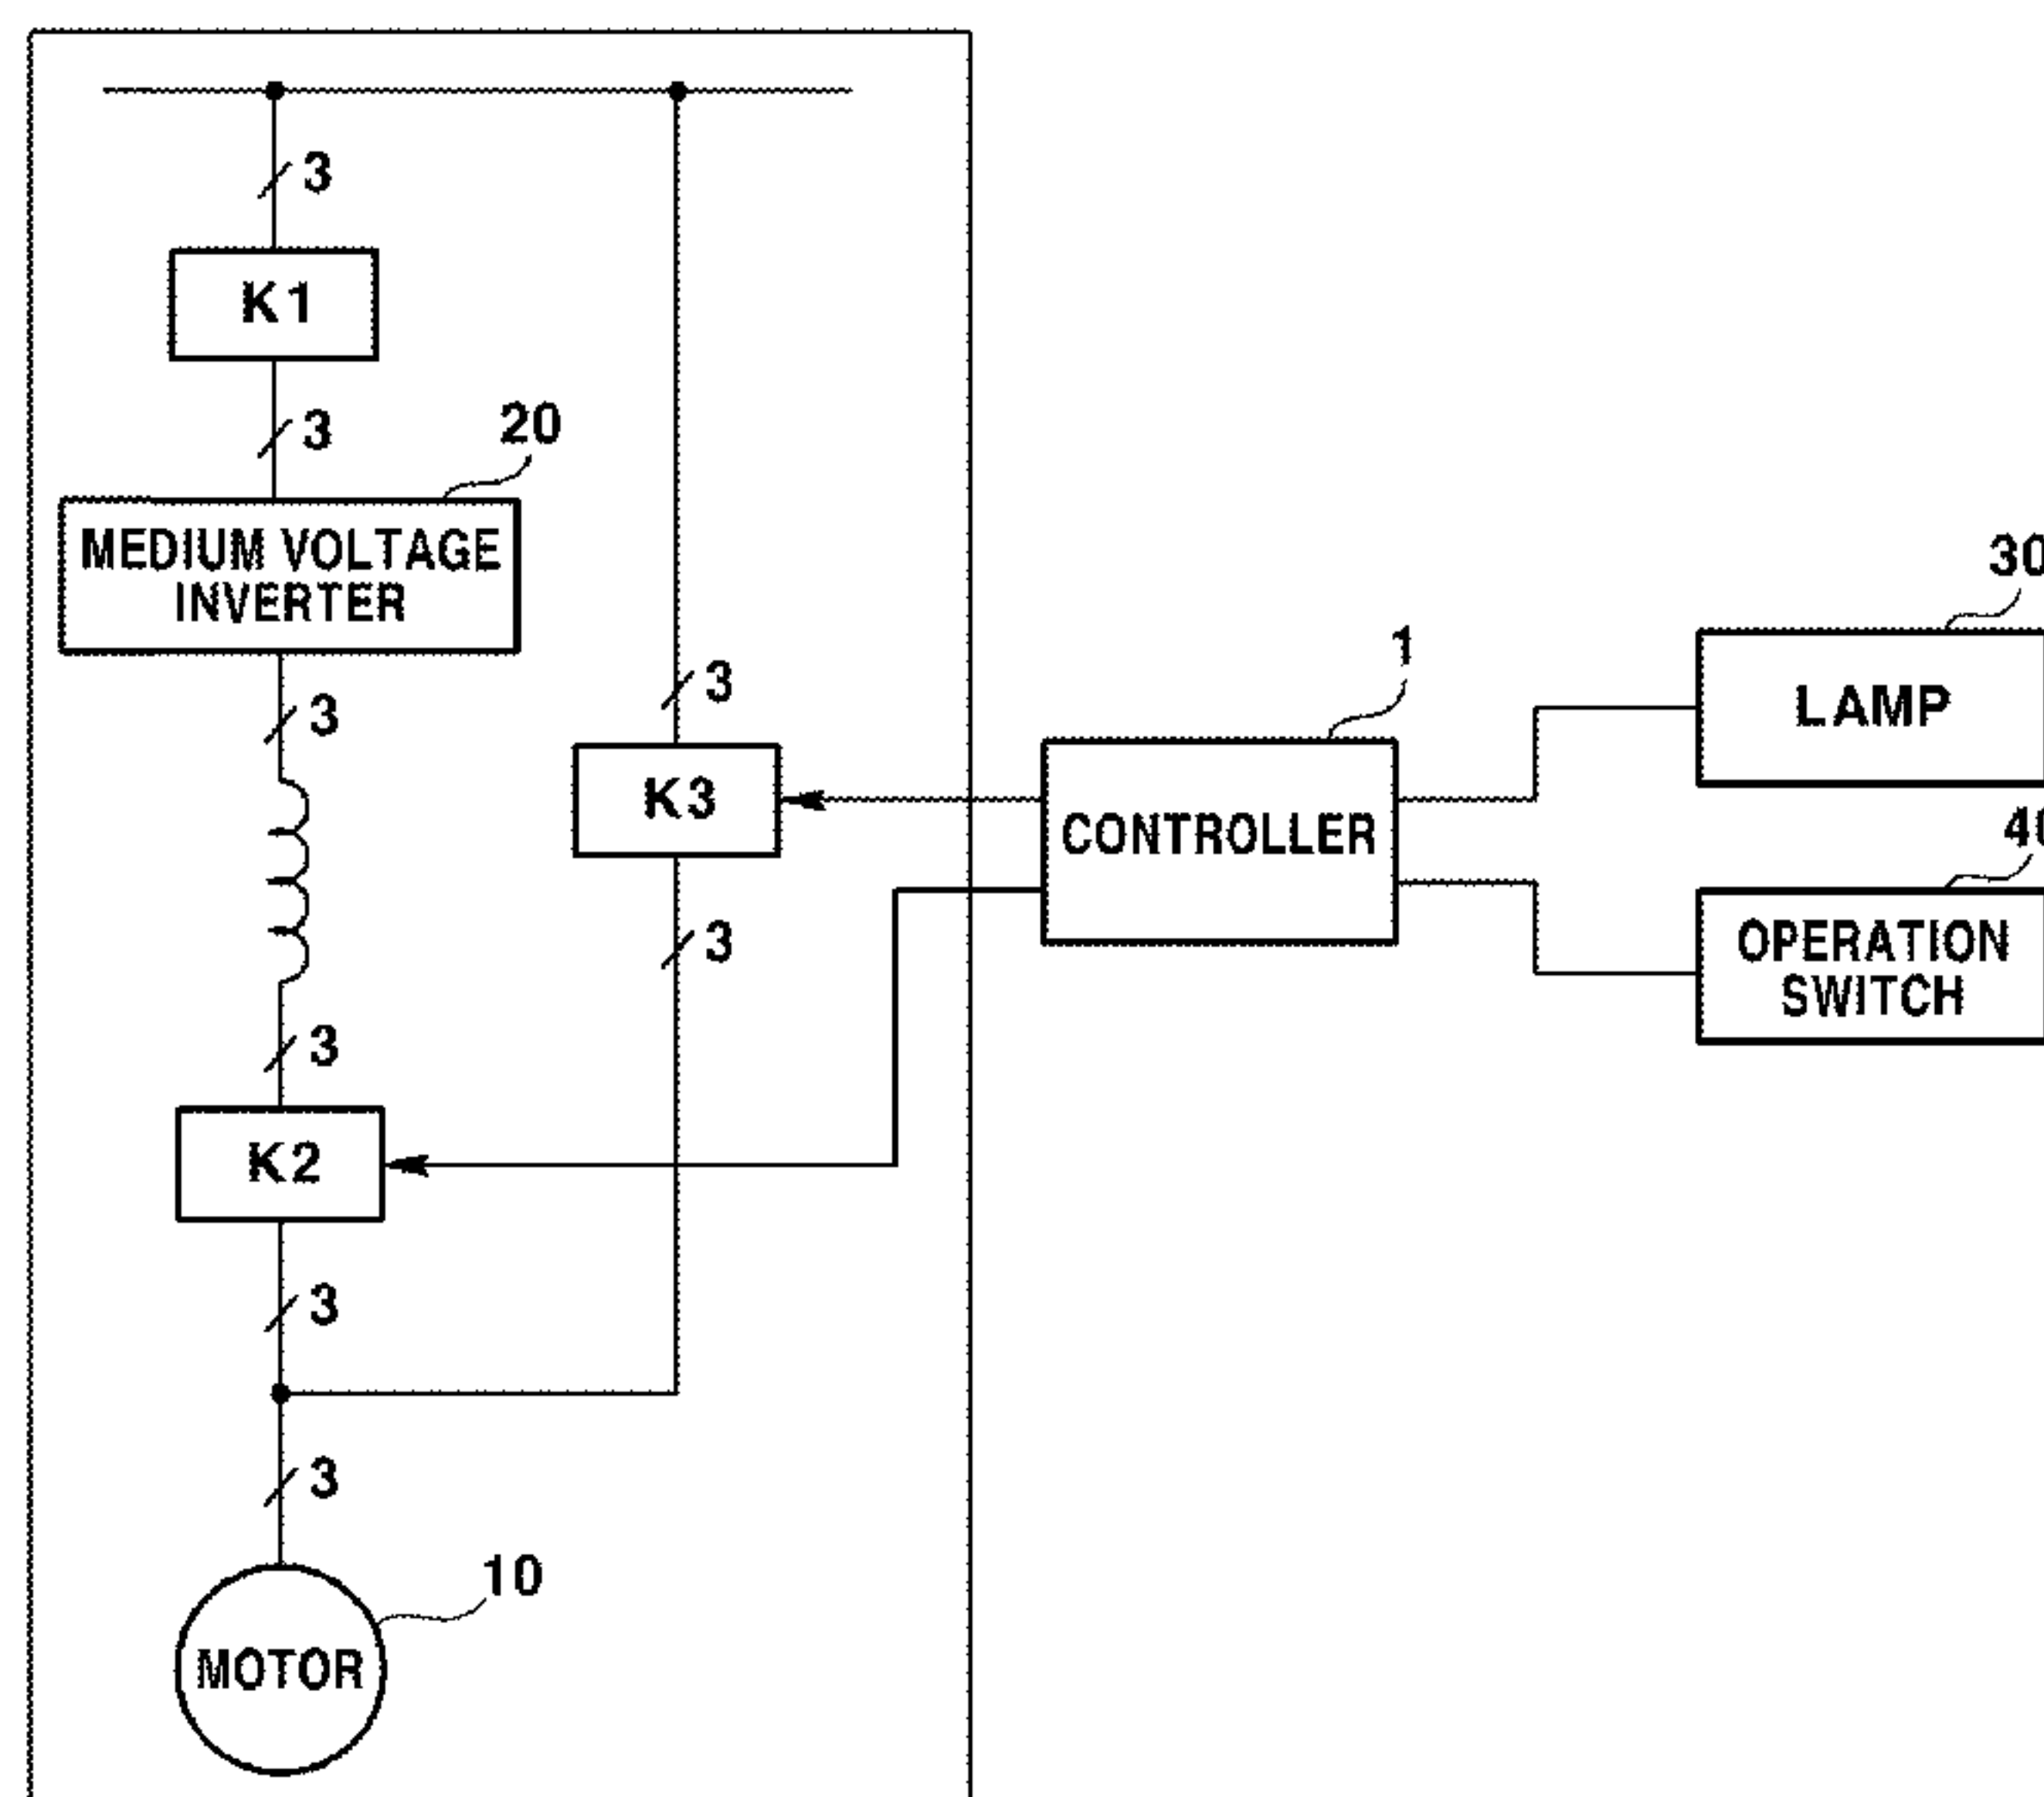 3
K1
3
20
MEDIUM VOLTAGE
INVERTER
3
3
K3
3
3
K2
3
3
10
MOTOR
1
CONTROLLER
30
LAMP
40
OPERATION
SWITCH